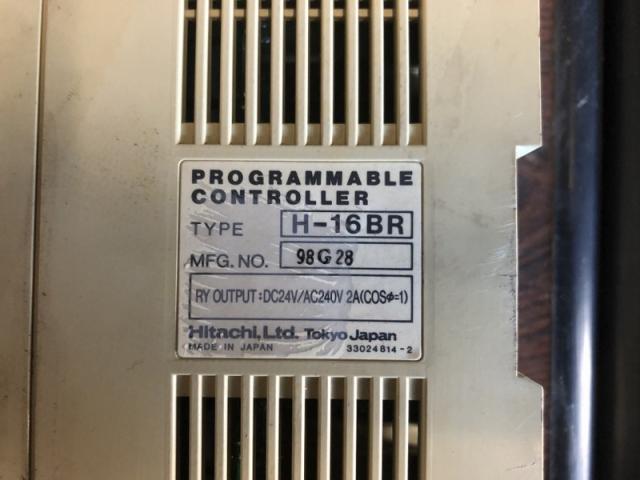 PROGRAMMABLE
CONTROLLER
TYPE H-16BR
MFG. NO. 98G28
RY OUTPUT:DC24V/AC240V 2A(COSφ=1)
Hitachi,Ltd. Tokyo Japan
MADE IN JAPAN 33024814-2